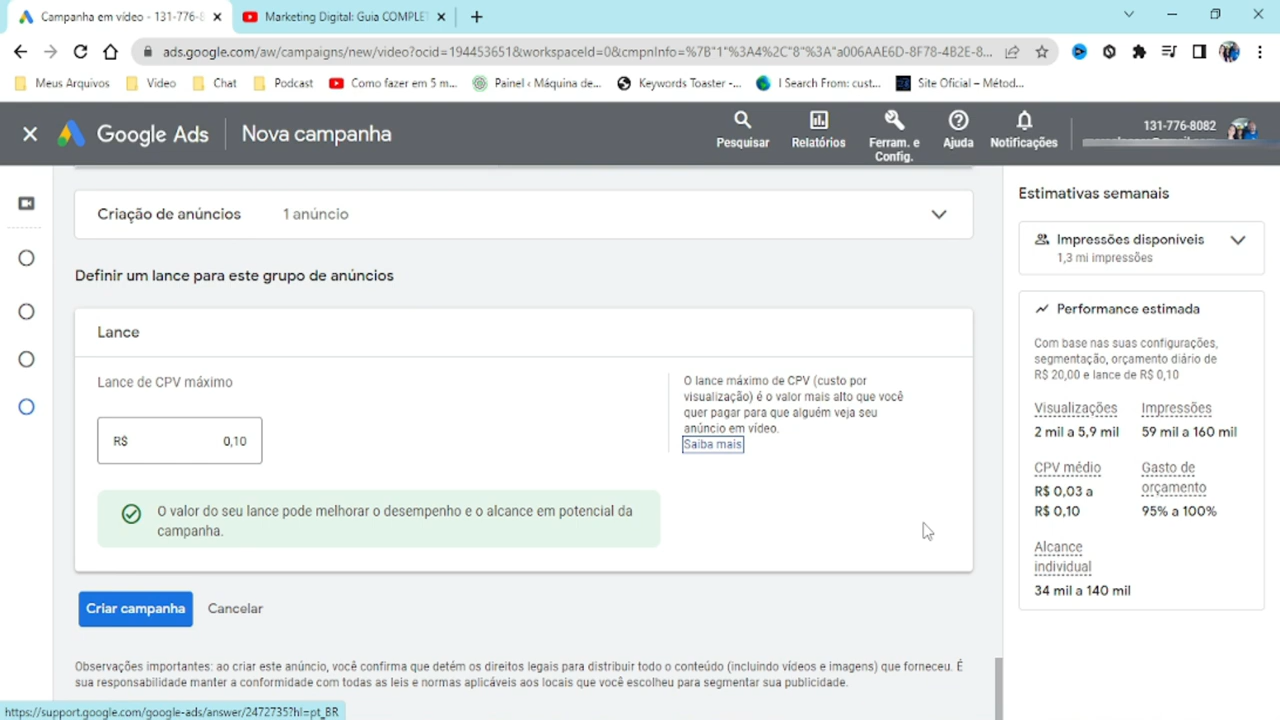 Campanha em vídeo - 131-776-8
Marketing Digital: Guia COMPLET
ads.google.com/aw/campaigns/new/video?ocid=194453651&workspaceId=0&cmpnInfo=%7B"1"%3A4%2C"8"%3A"a006AAE6D-8F78-4B2E-8...
Meus Arquivos
Video
Chat
Podcast
Como fazer em 5 m...
Painel ‹ Máquina de...
Keywords Toaster -...
I Search From: cust...
Site Oficial – Métod...
Google Ads
Nova campanha
Pesquisar
Relatórios
Ferram. e
Config.
Ajuda
Notificações
131-776-8082
Criação de anúncios 1 anúncio
Definir um lance para este grupo de anúncios
Lance
Lance de CPV máximo
R$ 0,10
O lance máximo de CPV (custo por
visualização) é o valor mais alto que você
quer pagar para que alguém veja seu
anúncio em vídeo.
Saiba mais
O valor do seu lance pode melhorar o desempenho e o alcance em potencial da
campanha.
Criar campanha
Cancelar
Observações importantes: ao criar este anúncio, você confirma que detém os direitos legais para distribuir todo o conteúdo (incluindo vídeos e imagens) que forneceu. É
sua responsabilidade manter a conformidade com todas as leis e normas aplicáveis aos locais que você escolheu para segmentar sua publicidade.
Estimativas semanais
Impressões disponíveis
1,3 mi impressões
Performance estimada
Com base nas suas configurações,
segmentação, orçamento diário de
R$ 20,00 e lance de R$ 0,10
Visualizações Impressões
2 mil a 5,9 mil 59 mil a 160 mil
CPV médio
R$ 0,03 a
R$ 0,10
Gasto de
orçamento
95% a 100%
Alcance
individual
34 mil a 140 mil
https://support.google.com/google-ads/answer/2472735?hl=pt_BR